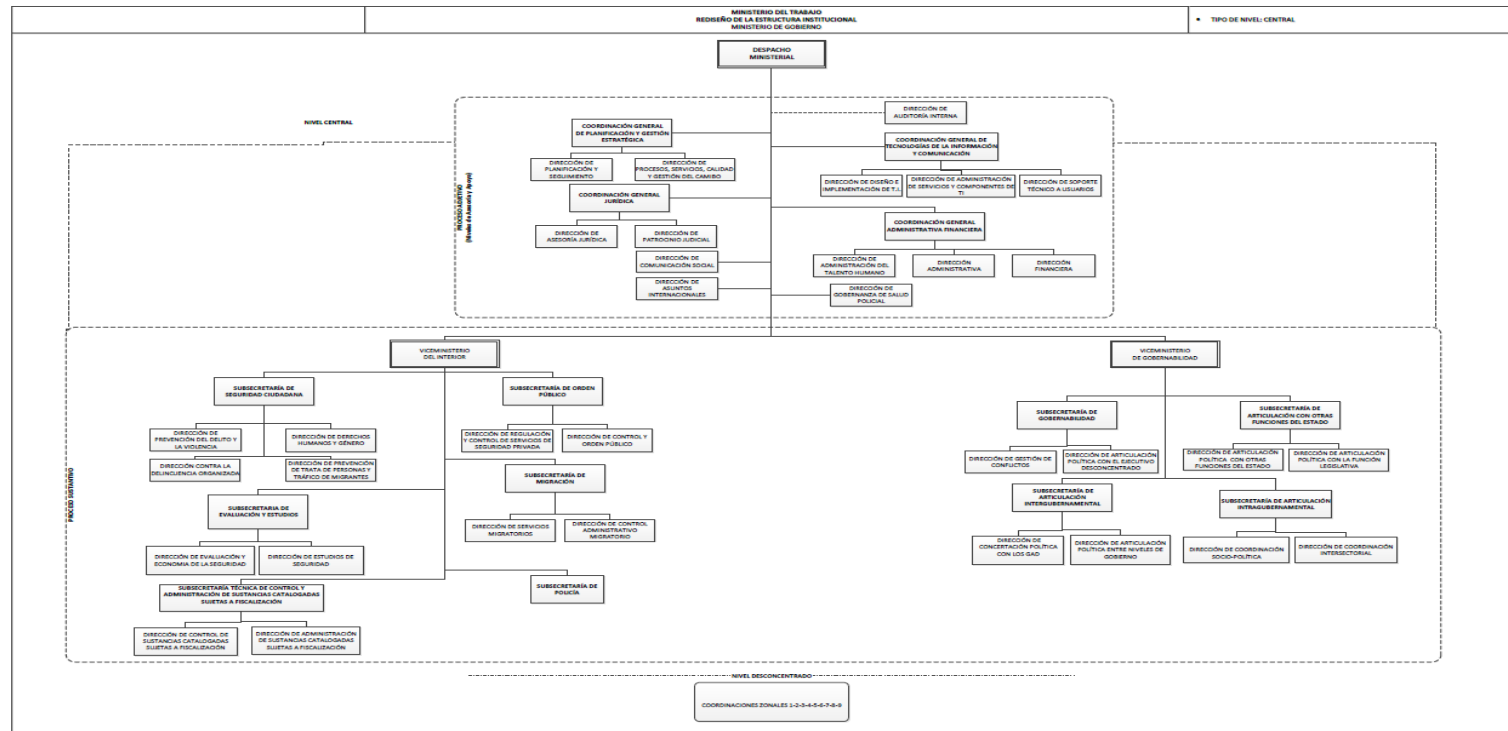 MINISTERIO DEL TRABAJO
REDISEÑO DE LA ESTRUCTURA INSTITUCIONAL
MINISTERIO DE GOBIERNO
• TIPO DE NIVEL: CENTRAL
DESPACHO
MINISTERIAL
NIVEL CENTRAL
PROCESO ADJETIVO
(Niveles de Asesoría y Apoyo)
DIRECCIÓN DE
AUDITORÍA INTERNA
COORDINACIÓN GENERAL
DE PLANIFICACIÓN Y GESTIÓN
ESTRATÉGICA
COORDINACIÓN GENERAL DE
TECNOLOGÍAS DE LA INFORMACIÓN
Y COMUNICACIÓN
DIRECCIÓN DE
PLANIFICACIÓN Y
SEGUIMIENTO
DIRECCIÓN DE
PROCESOS, SERVICIOS, CALIDAD
Y GESTIÓN DEL CAMIBO
DIRECCIÓN DE DISEÑO E
IMPLEMENTACIÓN DE T.I.
DIRECCIÓN DE ADMINISTRACIÓN
DE SERVICIOS Y COMPONENTES DE
TI
DIRECCIÓN DE SOPORTE
TÉCNICO A USUARIOS
COORDINACIÓN GENERAL
JURÍDICA
COORDINACIÓN GENERAL
ADMINISTRATIVA FINANCIERA
DIRECCIÓN DE
ASESORÍA JURÍDICA
DIRECCIÓN DE
PATROCINIO JUDICIAL
DIRECCIÓN DE
ADMINISTRACIÓN DEL
TALENTO HUMANO
DIRECCIÓN
ADMINISTRATIVA
DIRECCIÓN
FINANCIERA
DIRECCIÓN DE
COMUNICACIÓN SOCIAL
DIRECCIÓN DE
ASUNTOS
INTERNACIONALES
DIRECCIÓN DE
GOBERNANZA DE SALUD
POLICIAL
PROCESO SUSTANTIVO
VICEMINISTERIO
DEL INTERIOR
VICEMINISTERIO
DE GOBERNABILIDAD
SUBSECRETARÍA DE
SEGURIDAD CIUDADANA
SUBSECRETARÍA DE ORDEN
PÚBLICO
DIRECCIÓN DE
PREVENCIÓN DEL DELITO Y
LA VIOLENCIA
DIRECCIÓN DE DERECHOS
HUMANOS Y GÉNERO
DIRECCIÓN DE REGULACIÓN
Y CONTROL DE SERVICIOS DE
SEGURIDAD PRIVADA
DIRECCIÓN DE CONTROL Y
ORDEN PÚBLICO
DIRECCIÓN CONTRA LA
DELINCUENCIA ORGANIZADA
DIRECCIÓN DE PREVENCIÓN
DE TRATA DE PERSONAS Y
TRÁFICO DE MIGRANTES
SUBSECRETARÍA DE
MIGRACIÓN
SUBSECRETARIA DE
EVALUACIÓN Y ESTUDIOS
DIRECCIÓN DE SERVICIOS
MIGRATORIOS
DIRECCIÓN DE CONTROL
ADMINISTRATIVO
MIGRATORIO
DIRECCIÓN DE EVALUACIÓN Y
ECONOMIA DE LA SEGURIDAD
DIRECCIÓN DE ESTUDIOS DE
SEGURIDAD
SUBSECRETARÍA TÉCNICA DE CONTROL Y
ADMINISTRACIÓN DE SUSTANCIAS CATALOGADAS
SUJETAS A FISCALIZACIÓN
SUBSECRETARÍA DE
POLICÍA
DIRECCIÓN DE CONTROL DE
SUSTANCIAS CATALOGADAS
SUJETAS A FISCALIZACIÓN
DIRECCIÓN DE ADMINISTRACIÓN
DE SUSTANCIAS CATALOGADAS
SUJETAS A FISCALIZACIÓN
SUBSECRETARÍA DE
GOBERNABILIDAD
SUBSECRETARÍA DE
ARTICULACIÓN CON OTRAS
FUNCIONES DEL ESTADO
DIRECCIÓN DE GESTIÓN DE
CONFLICTOS
DIRECCIÓN DE ARTICULACIÓN
POLÍTICA CON EL EJECUTIVO
DESCONCENTRADO
DIRECCIÓN DE ARTICULACIÓN
POLÍTICA CON OTRAS
FUNCIONES DEL ESTADO
DIRECCIÓN DE ARTICULACIÓN
POLÍTICA CON LA FUNCIÓN
LEGISLATIVA
SUBSECRETARÍA DE
ARTICULACIÓN
INTERGUBERNAMENTAL
SUBSECRETARÍA DE ARTICULACIÓN
INTRAGUBERNAMENTAL
DIRECCIÓN DE
CONCERTACIÓN POLÍTICA
CON LOS GAD
DIRECCIÓN DE ARTICULACIÓN
POLÍTICA ENTRE NIVELES DE
GOBIERNO
DIRECCIÓN DE COORDINACIÓN
SOCIO-POLÍTICA
DIRECCIÓN DE COORDINACIÓN
INTERSECTORIAL
NIVEL DESCONCENTRADO
COORDINACIONES ZONALES 1-2-3-4-5-6-7-8-9